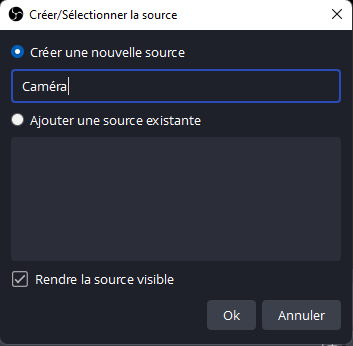 Créer/Sélectionner la source
Créer une nouvelle source
Caméra
Ajouter une source existante
Rendre la source visible
Ok
Annuler